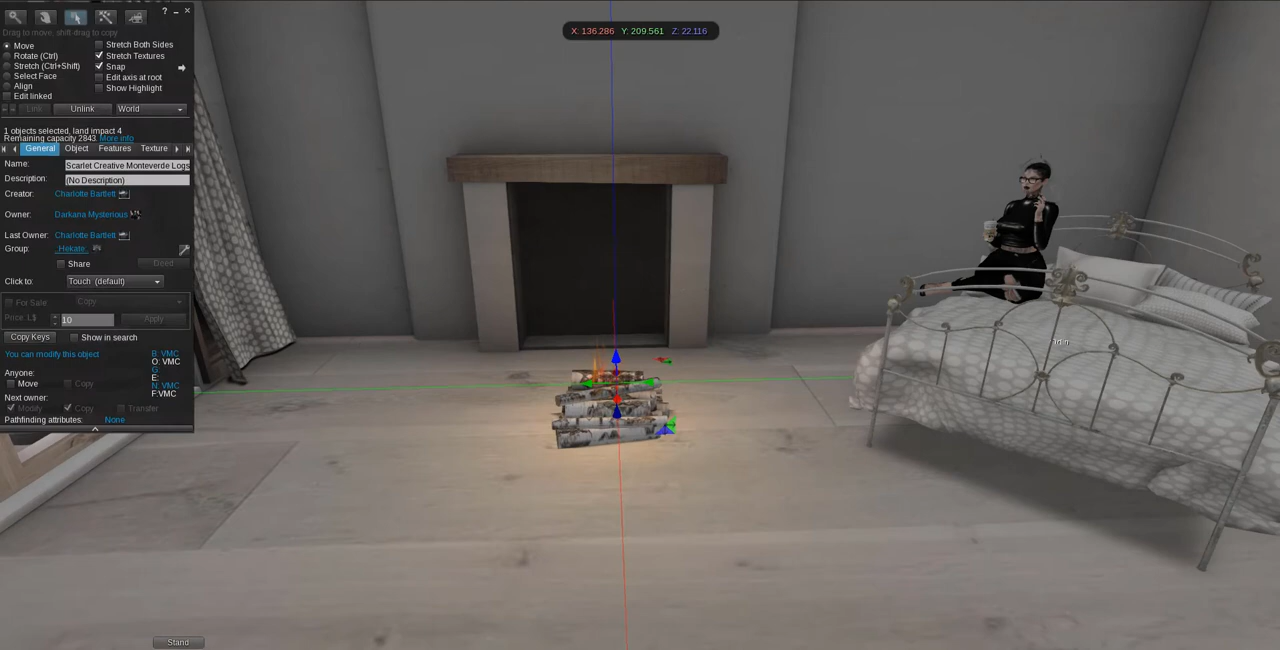 X: 136.286 Y: 209.561 Z: 22.116
?
Drag to move, shift-drag to copy
Move
Rotate (Ctrl)
Stretch (Ctrl+Shift)
Select Face
Align
Edit linked
Stretch Both Sides
Stretch Textures
Snap
Edit axis at root
Show Highlight
Link
Unlink
World
1 objects selected, land impact 4
Remaining capacity 2843. More info
General Object Features Texture
Name: Scarlet Creative Monteverde Logs
Description: (No Description)
Creator: Charlotte Bartlett
Owner: Darkana Mysterious
Last Owner: Charlotte Bartlett
Group: _Hekate_
Share
Deed
Click to: Touch (default)
For Sale: Copy
Price: L$ 10 Apply
Copy Keys
Show in search
You can modify this object
B: VMC
O: VMC
G:
E:
N: VMC
F:VMC
Anyone:
Move
Copy
Next owner:
Modify
Copy
Transfer
Pathfinding attributes: None
Stand